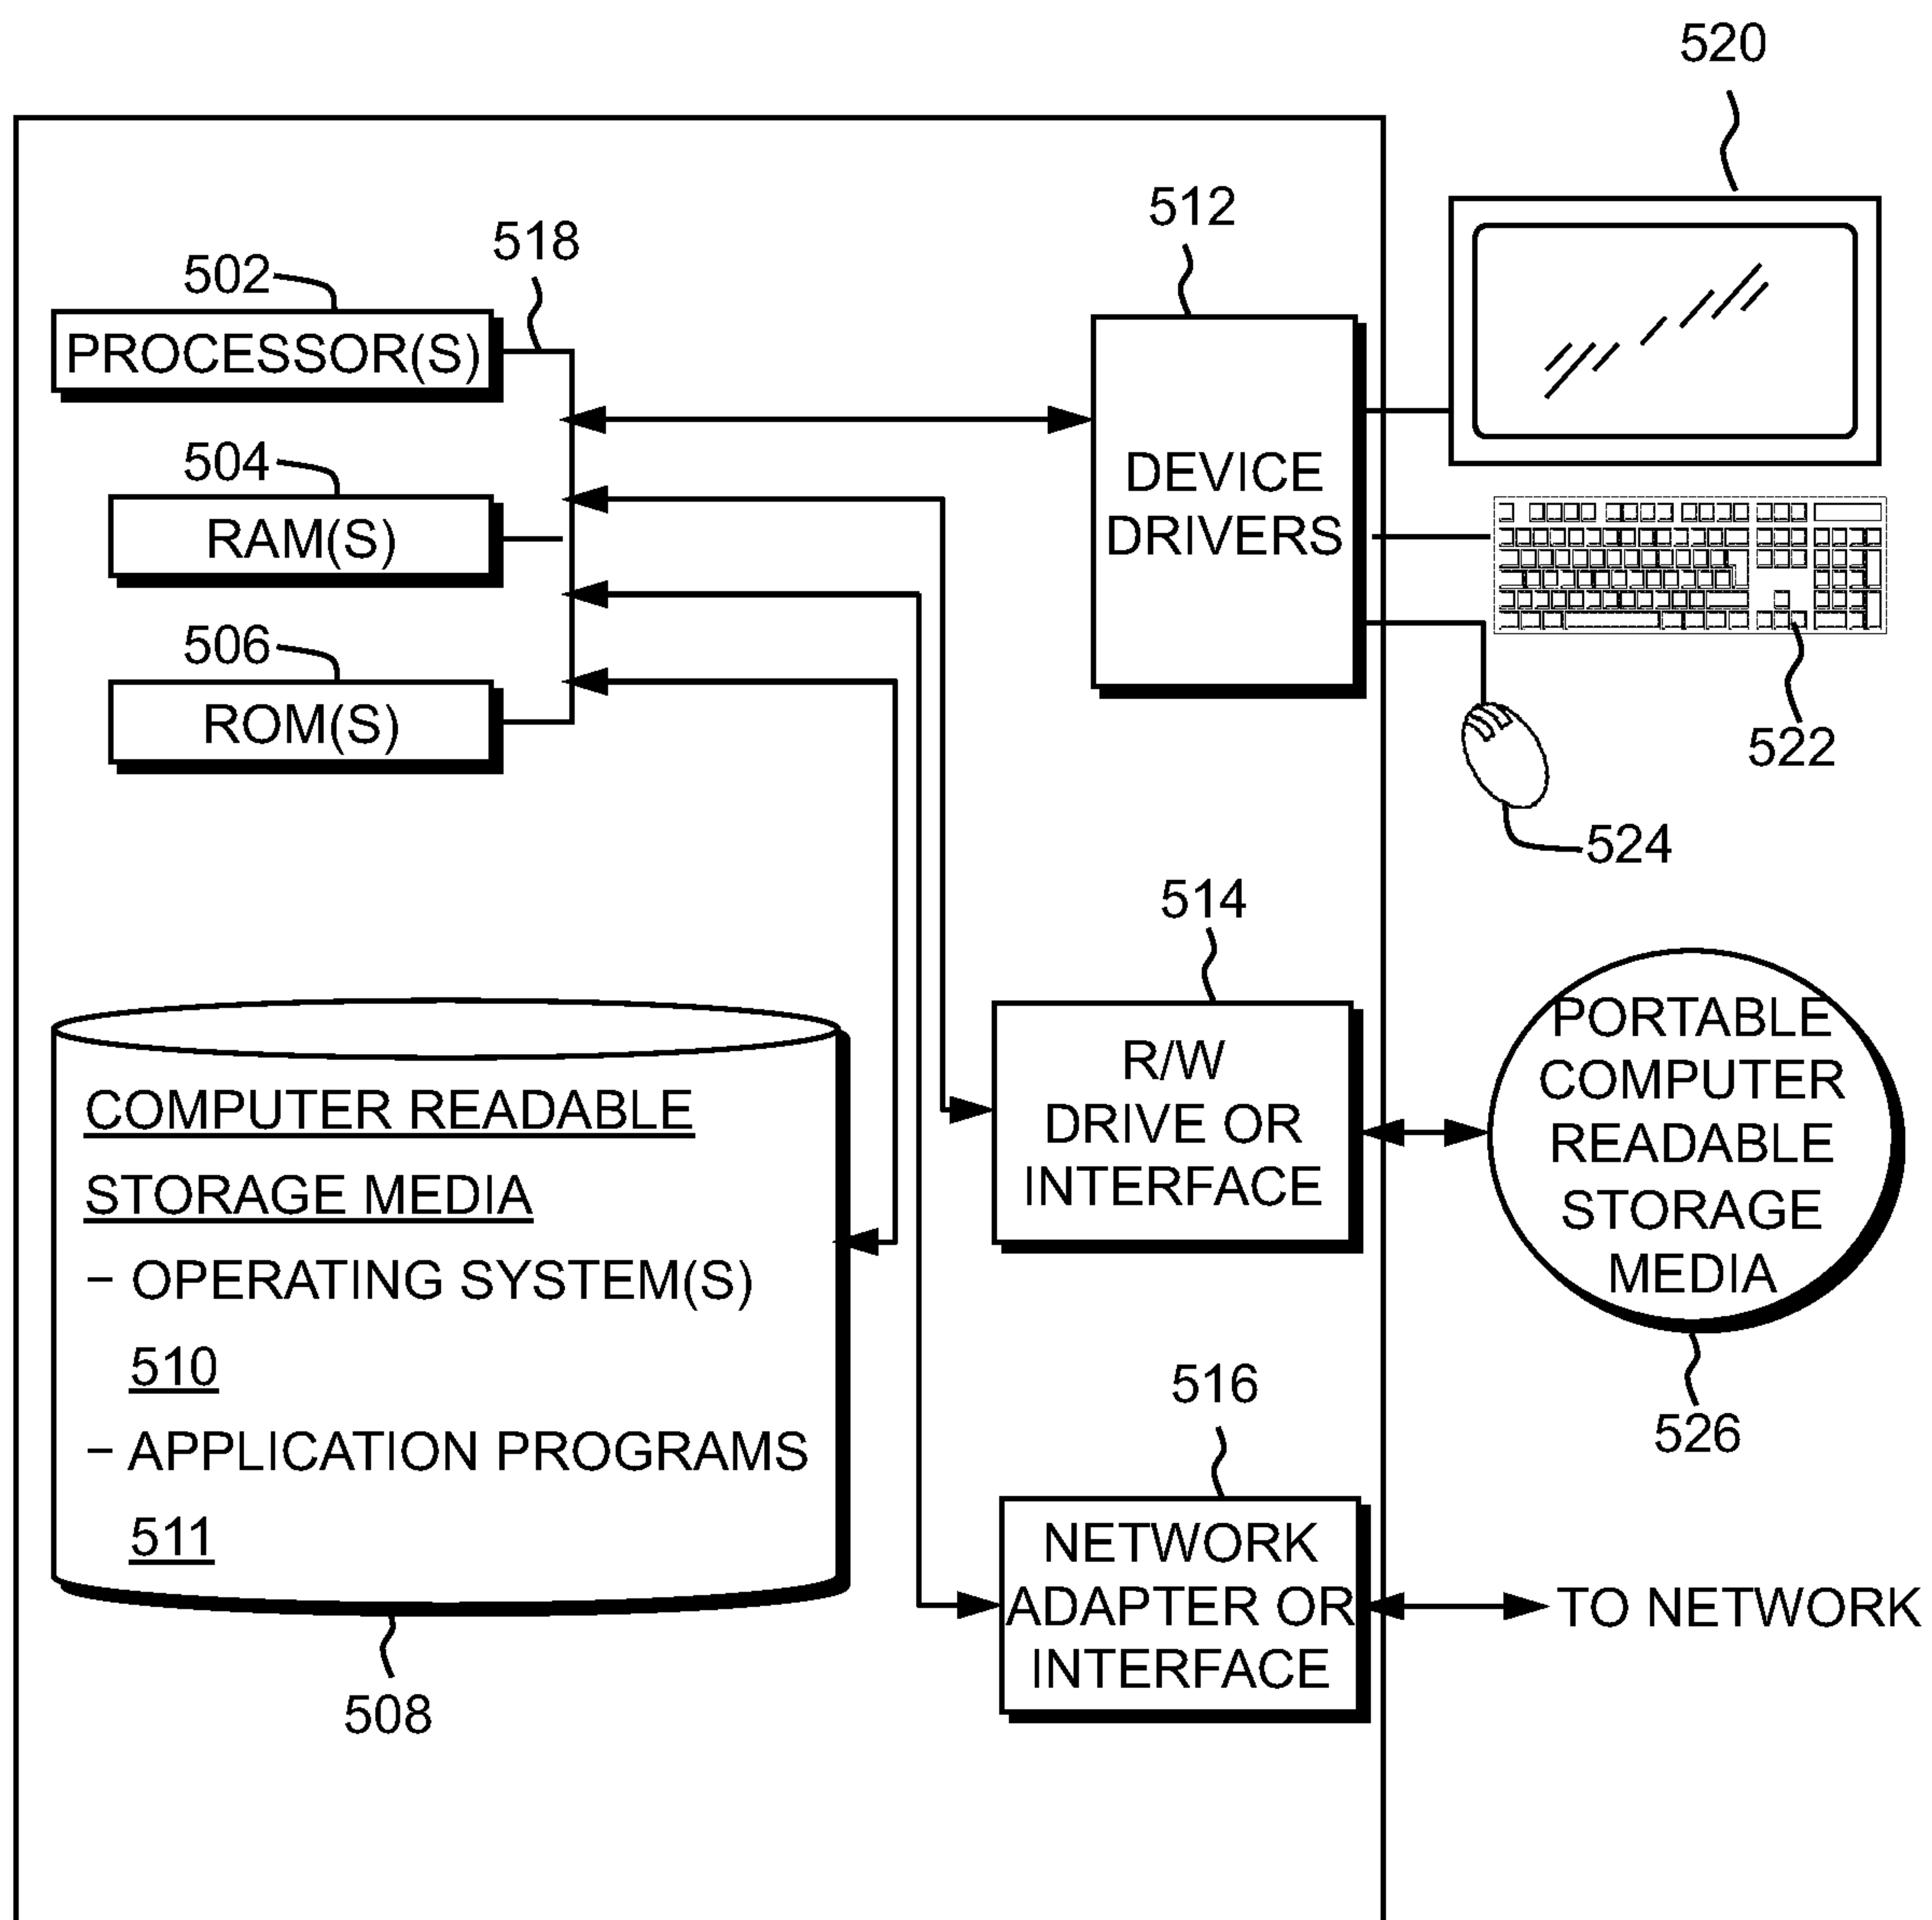 520
512
518
502
PROCESSOR(S)
504
RAM(S)
DEVICE
DRIVERS
506
ROM(S)
522
524
514
R/W
DRIVE OR
INTERFACE
PORTABLE
COMPUTER
READABLE
STORAGE
MEDIA
526
COMPUTER READABLE
STORAGE MEDIA
– OPERATING SYSTEM(S)
510
– APPLICATION PROGRAMS
511
508
516
NETWORK
ADAPTER OR
INTERFACE
TO NETWORK